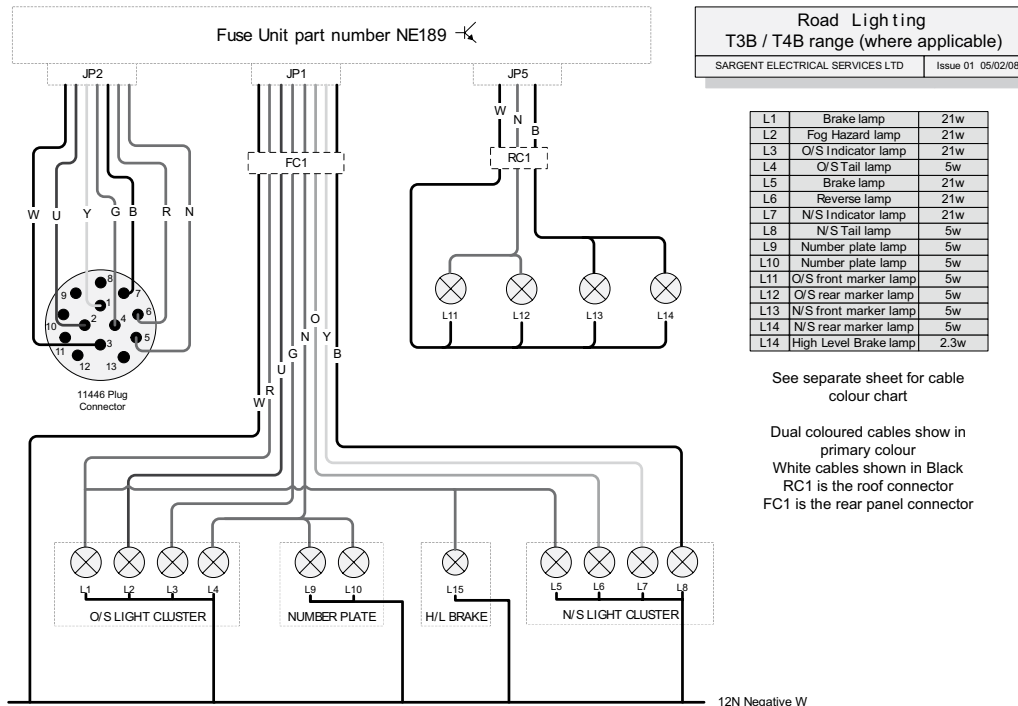 Fuse Unit part number NE189
Road Lighting
T3B / T4B range (where applicable)
SARGENT ELECTRICAL SERVICES LTD Issue 01 05/02/08
JP2 JP1 JP5
W N B
FC1 RC1
W U Y G B R N
8
9 7
1
10 6
2 4
5
11 3
12 13
11446 Plug
Connector
L11 L12 L13 L14
W R U G N O Y B
L1 Brake lamp 21w
L2 Fog Hazard lamp 21w
L3 O/S Indicator lamp 21w
L4 O/S Tail lamp 5w
L5 Brake lamp 21w
L6 Reverse lamp 21w
L7 N/S Indicator lamp 21w
L8 N/S Tail lamp 5w
L9 Number plate lamp 5w
L10 Number plate lamp 5w
L11 O/S front marker lamp 5w
L12 O/S rear marker lamp 5w
L13 N/S front marker lamp 5w
L14 N/S rear marker lamp 5w
L14 High Level Brake lamp 2.3w
See separate sheet for cable
colour chart
Dual coloured cables show in
primary colour
White cables shown in Black
RC1 is the roof connector
FC1 is the rear panel connector
L1 L2 L3 L4 L9 L10 L15 L5 L6 L7 L8
O/S LIGHT CLUSTER NUMBER PLATE H/L BRAKE N/S LIGHT CLUSTER
12N Negative W